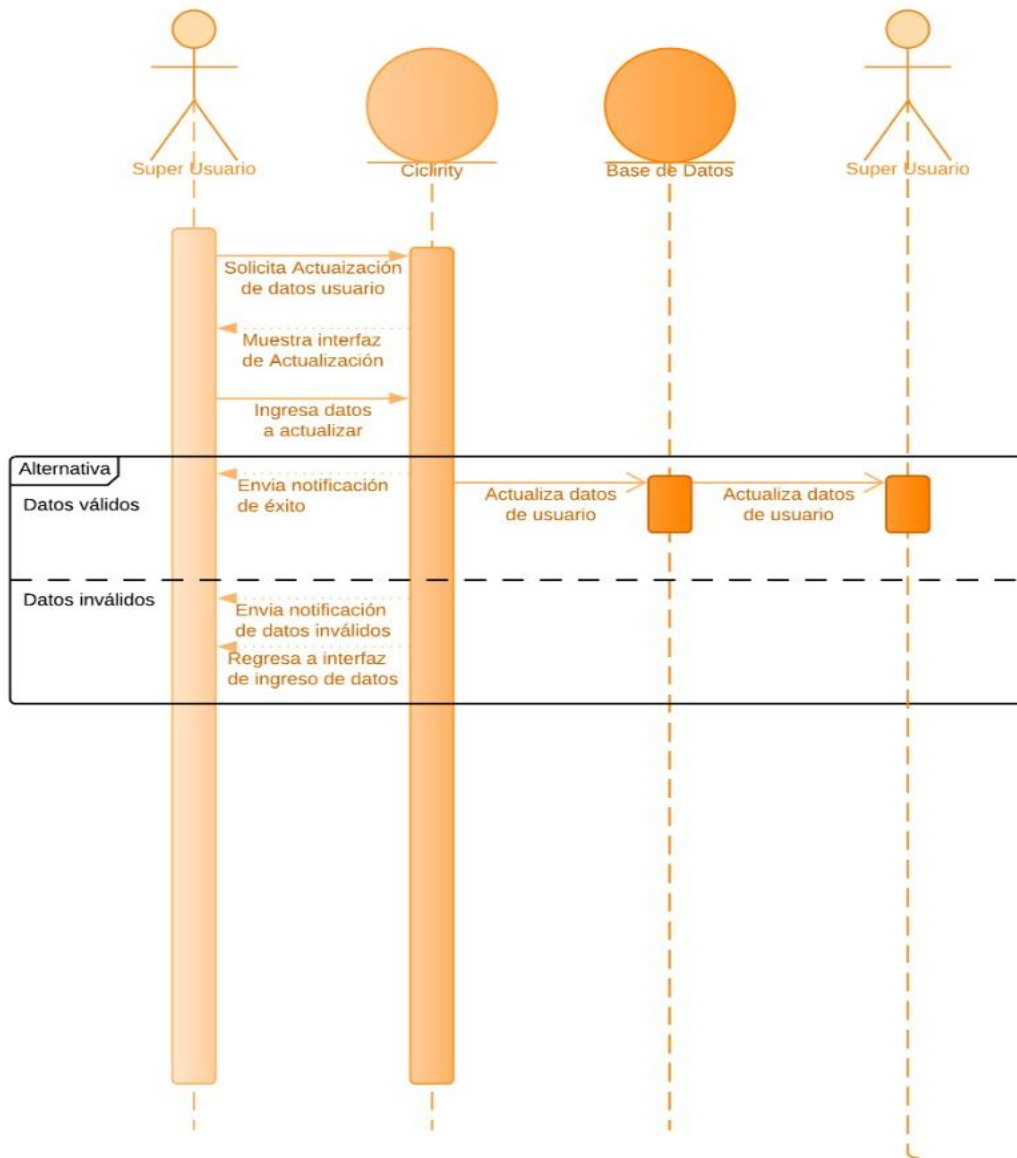 Super Usuario
Ciclirity
Base de Datos
Super Usuario
Solicita Actuaización
de datos usuario
Muestra interfaz
de Actualización
Ingresa datos
a actualizar
Alternativa
Datos válidos
Envia notificación
de éxito
Actualiza datos
de usuario
Actualiza datos
de usuario
Datos inválidos
Envia notificación
de datos inválidos
Regresa a interfaz
de ingreso de datos